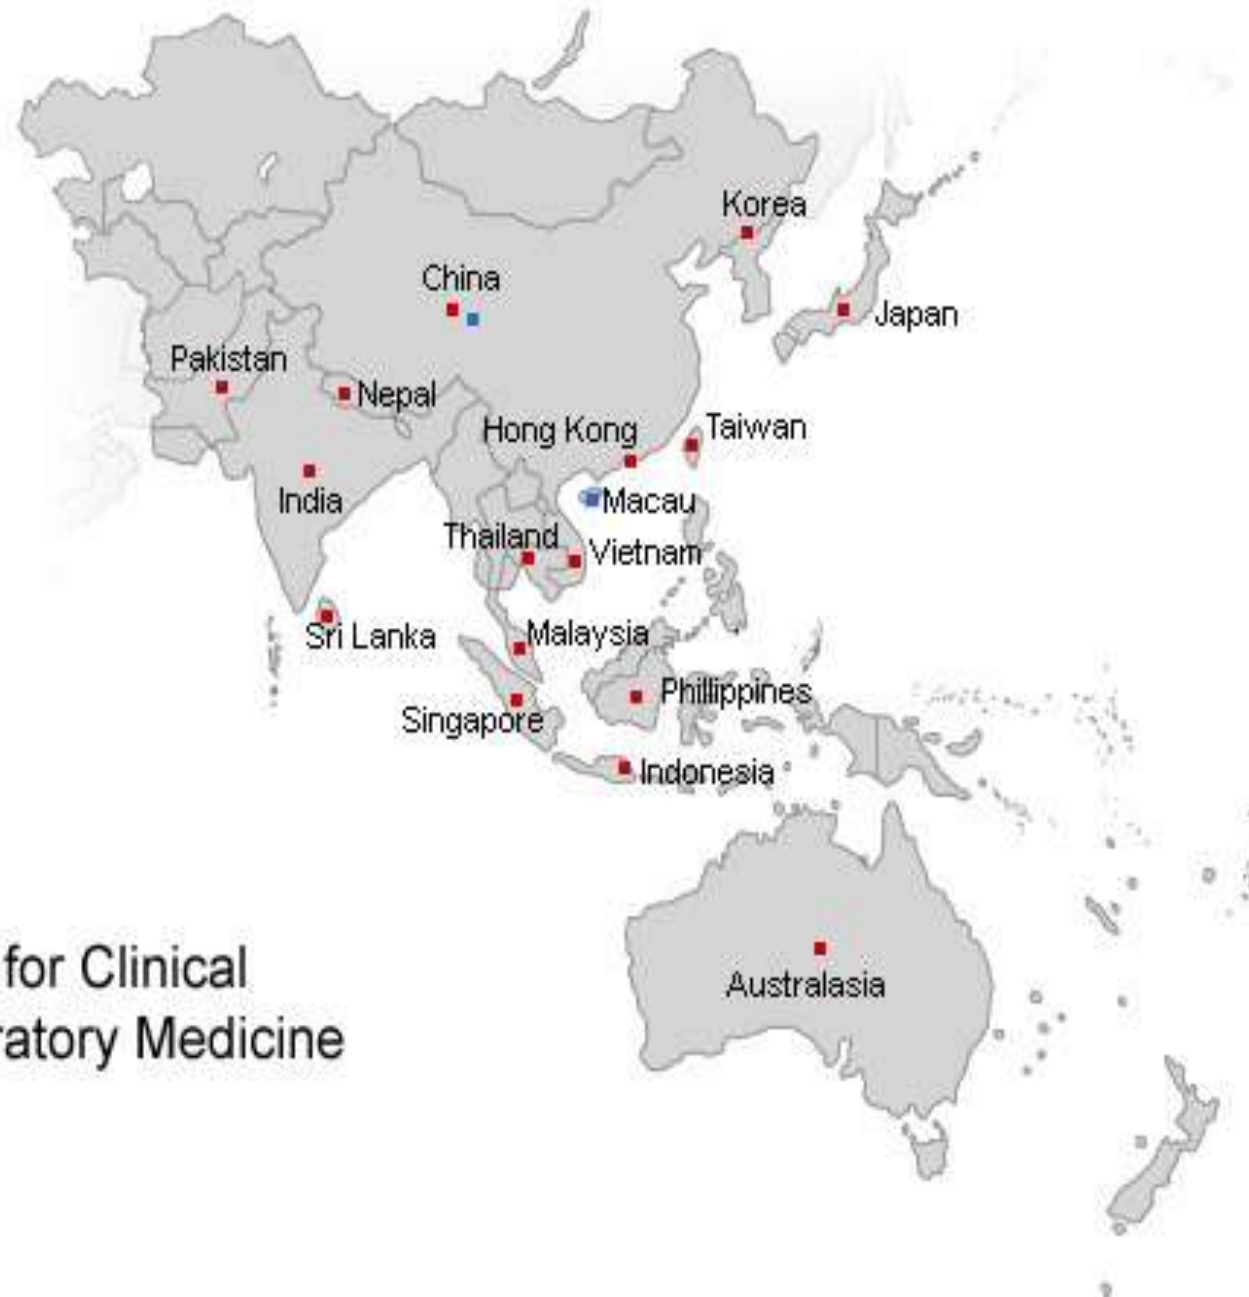 Korea
China
Japan
Pakistan
Nepal
Taiwan
Hong Kong
India
Macau
Thailand
Vietnam
Sri Lanka
Malaysia
Phillippines
Singapore
Indonesia
for Clinical
Australasia
ratory Medicine